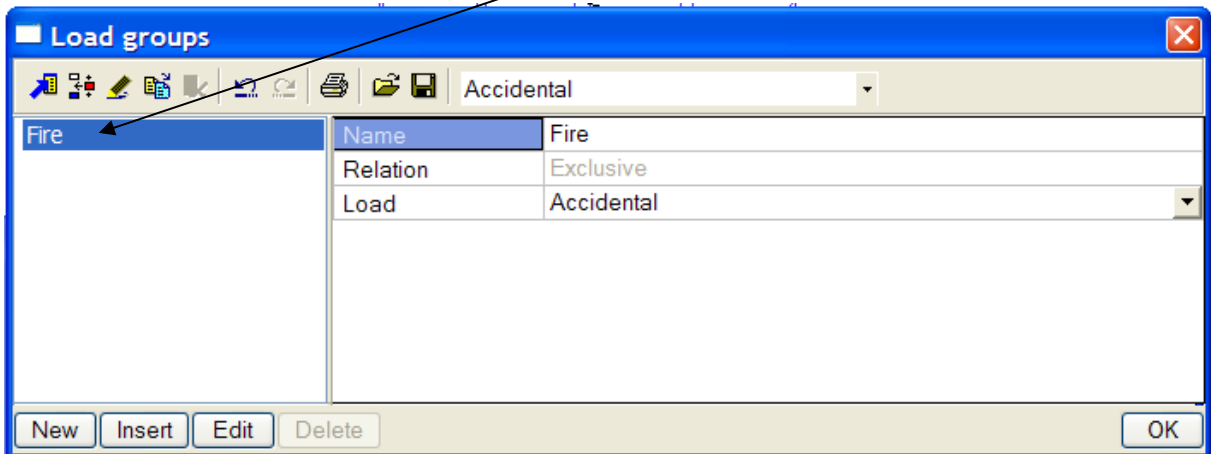 Load groups
Accidental
Fire
Name Fire
Relation Exclusive
Load Accidental
New Insert Edit Delete OK